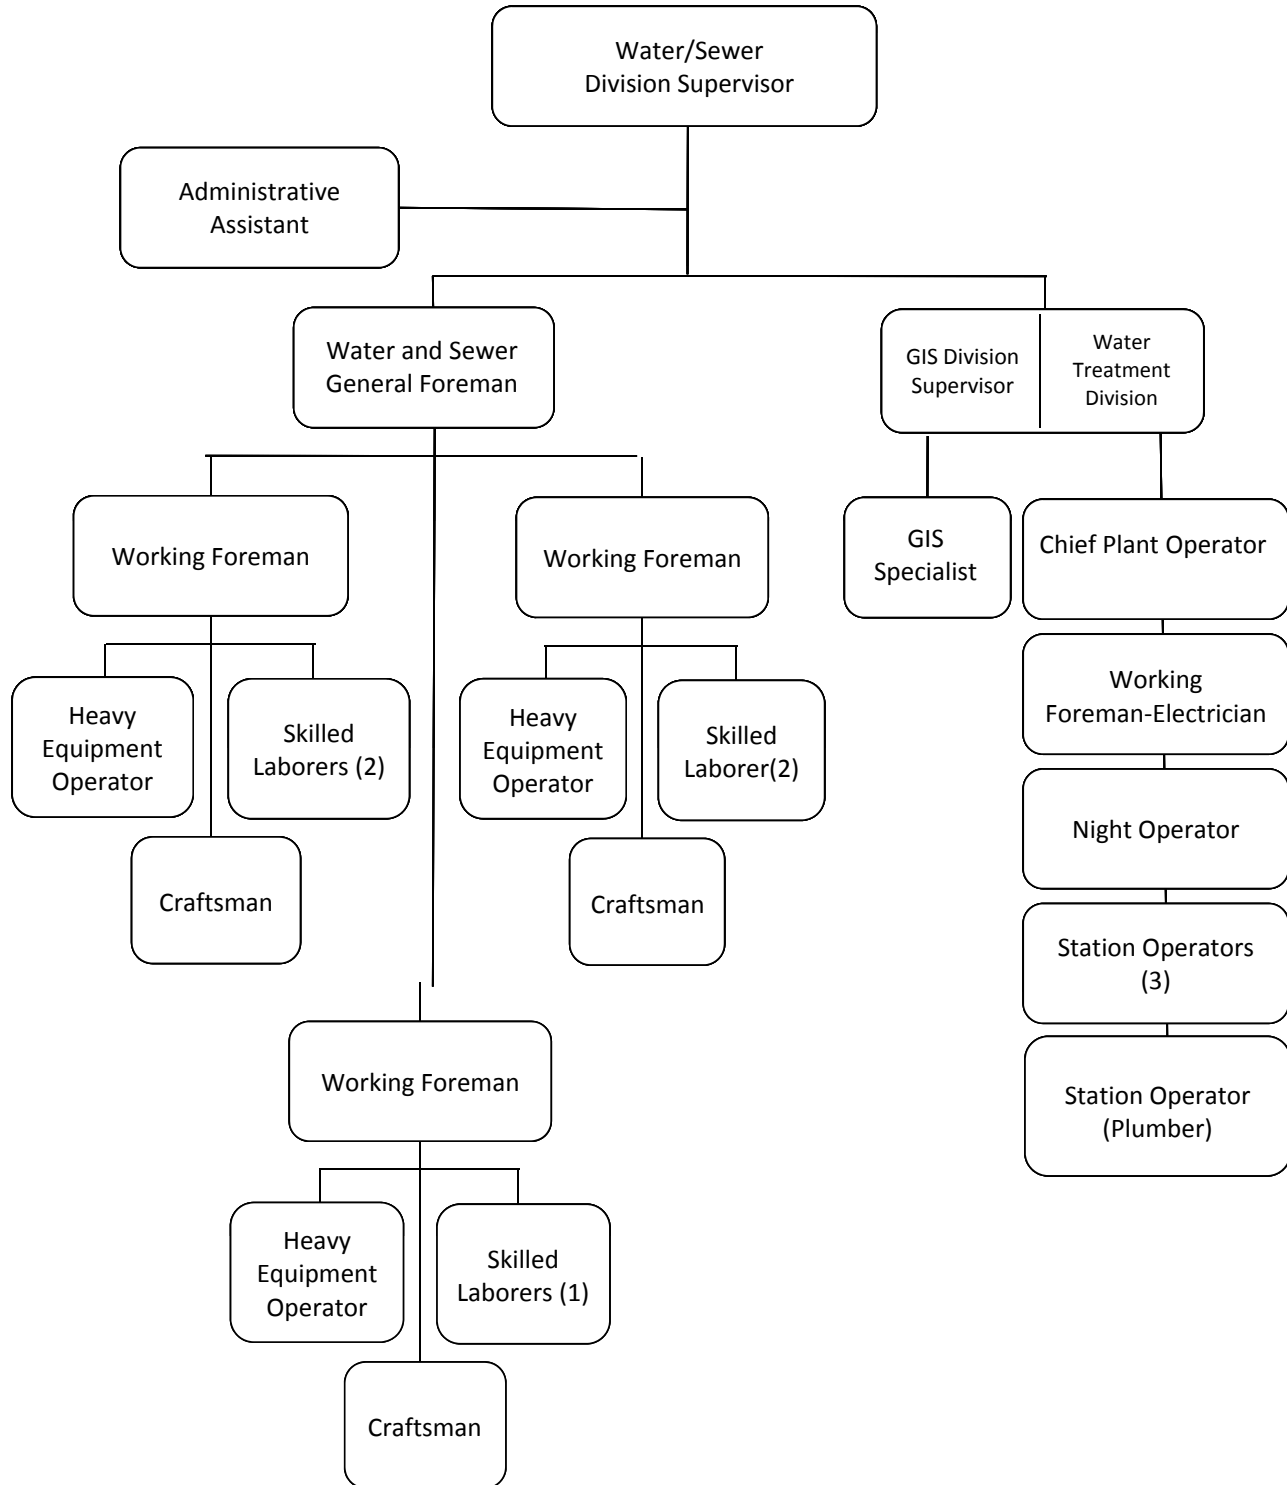 Water/Sewer
Division Supervisor
Administrative
Assistant
Water and Sewer
General Foreman
GIS Division
Supervisor
Water
Treatment
Division
Working Foreman
Working Foreman
GIS
Specialist
Chief Plant Operator
Heavy
Equipment
Operator
Skilled
Laborers (2)
Heavy
Equipment
Operator
Skilled
Laborer(2)
Working
Foreman-Electrician
Craftsman
Craftsman
Night Operator
Station Operators
(3)
Working Foreman
Station Operator
(Plumber)
Heavy
Equipment
Operator
Skilled
Laborers (1)
Craftsman